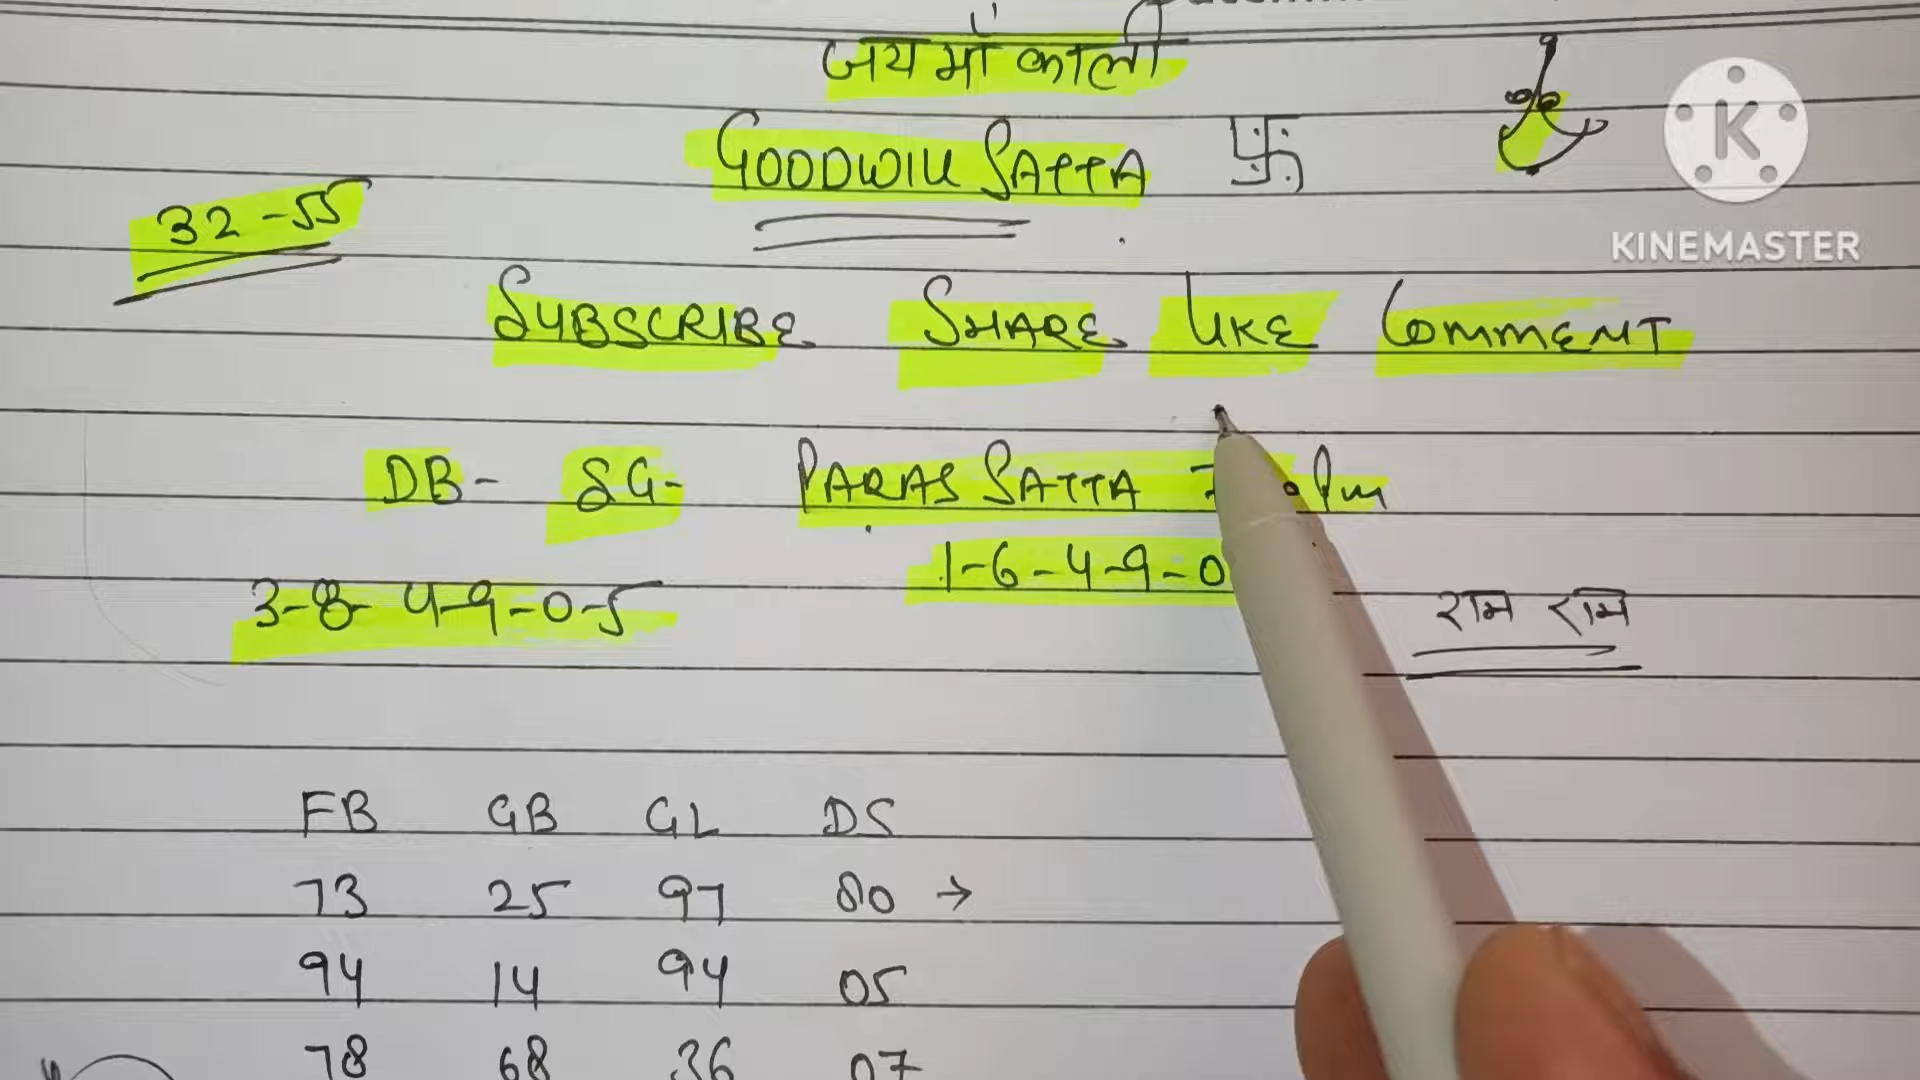 जय माँ काली
GOODWILL SATTA
KINEMASTER
32-55
SUBSCRIBE SHARE LIKE COMMENT
DB- SG- PARAS SATTA Pm
1-6-4-9-0
3-8-4-9-0-5
राम राम
FB GB GL DS
73 25 97 80 →
94 14 94 05
78 68 36 07